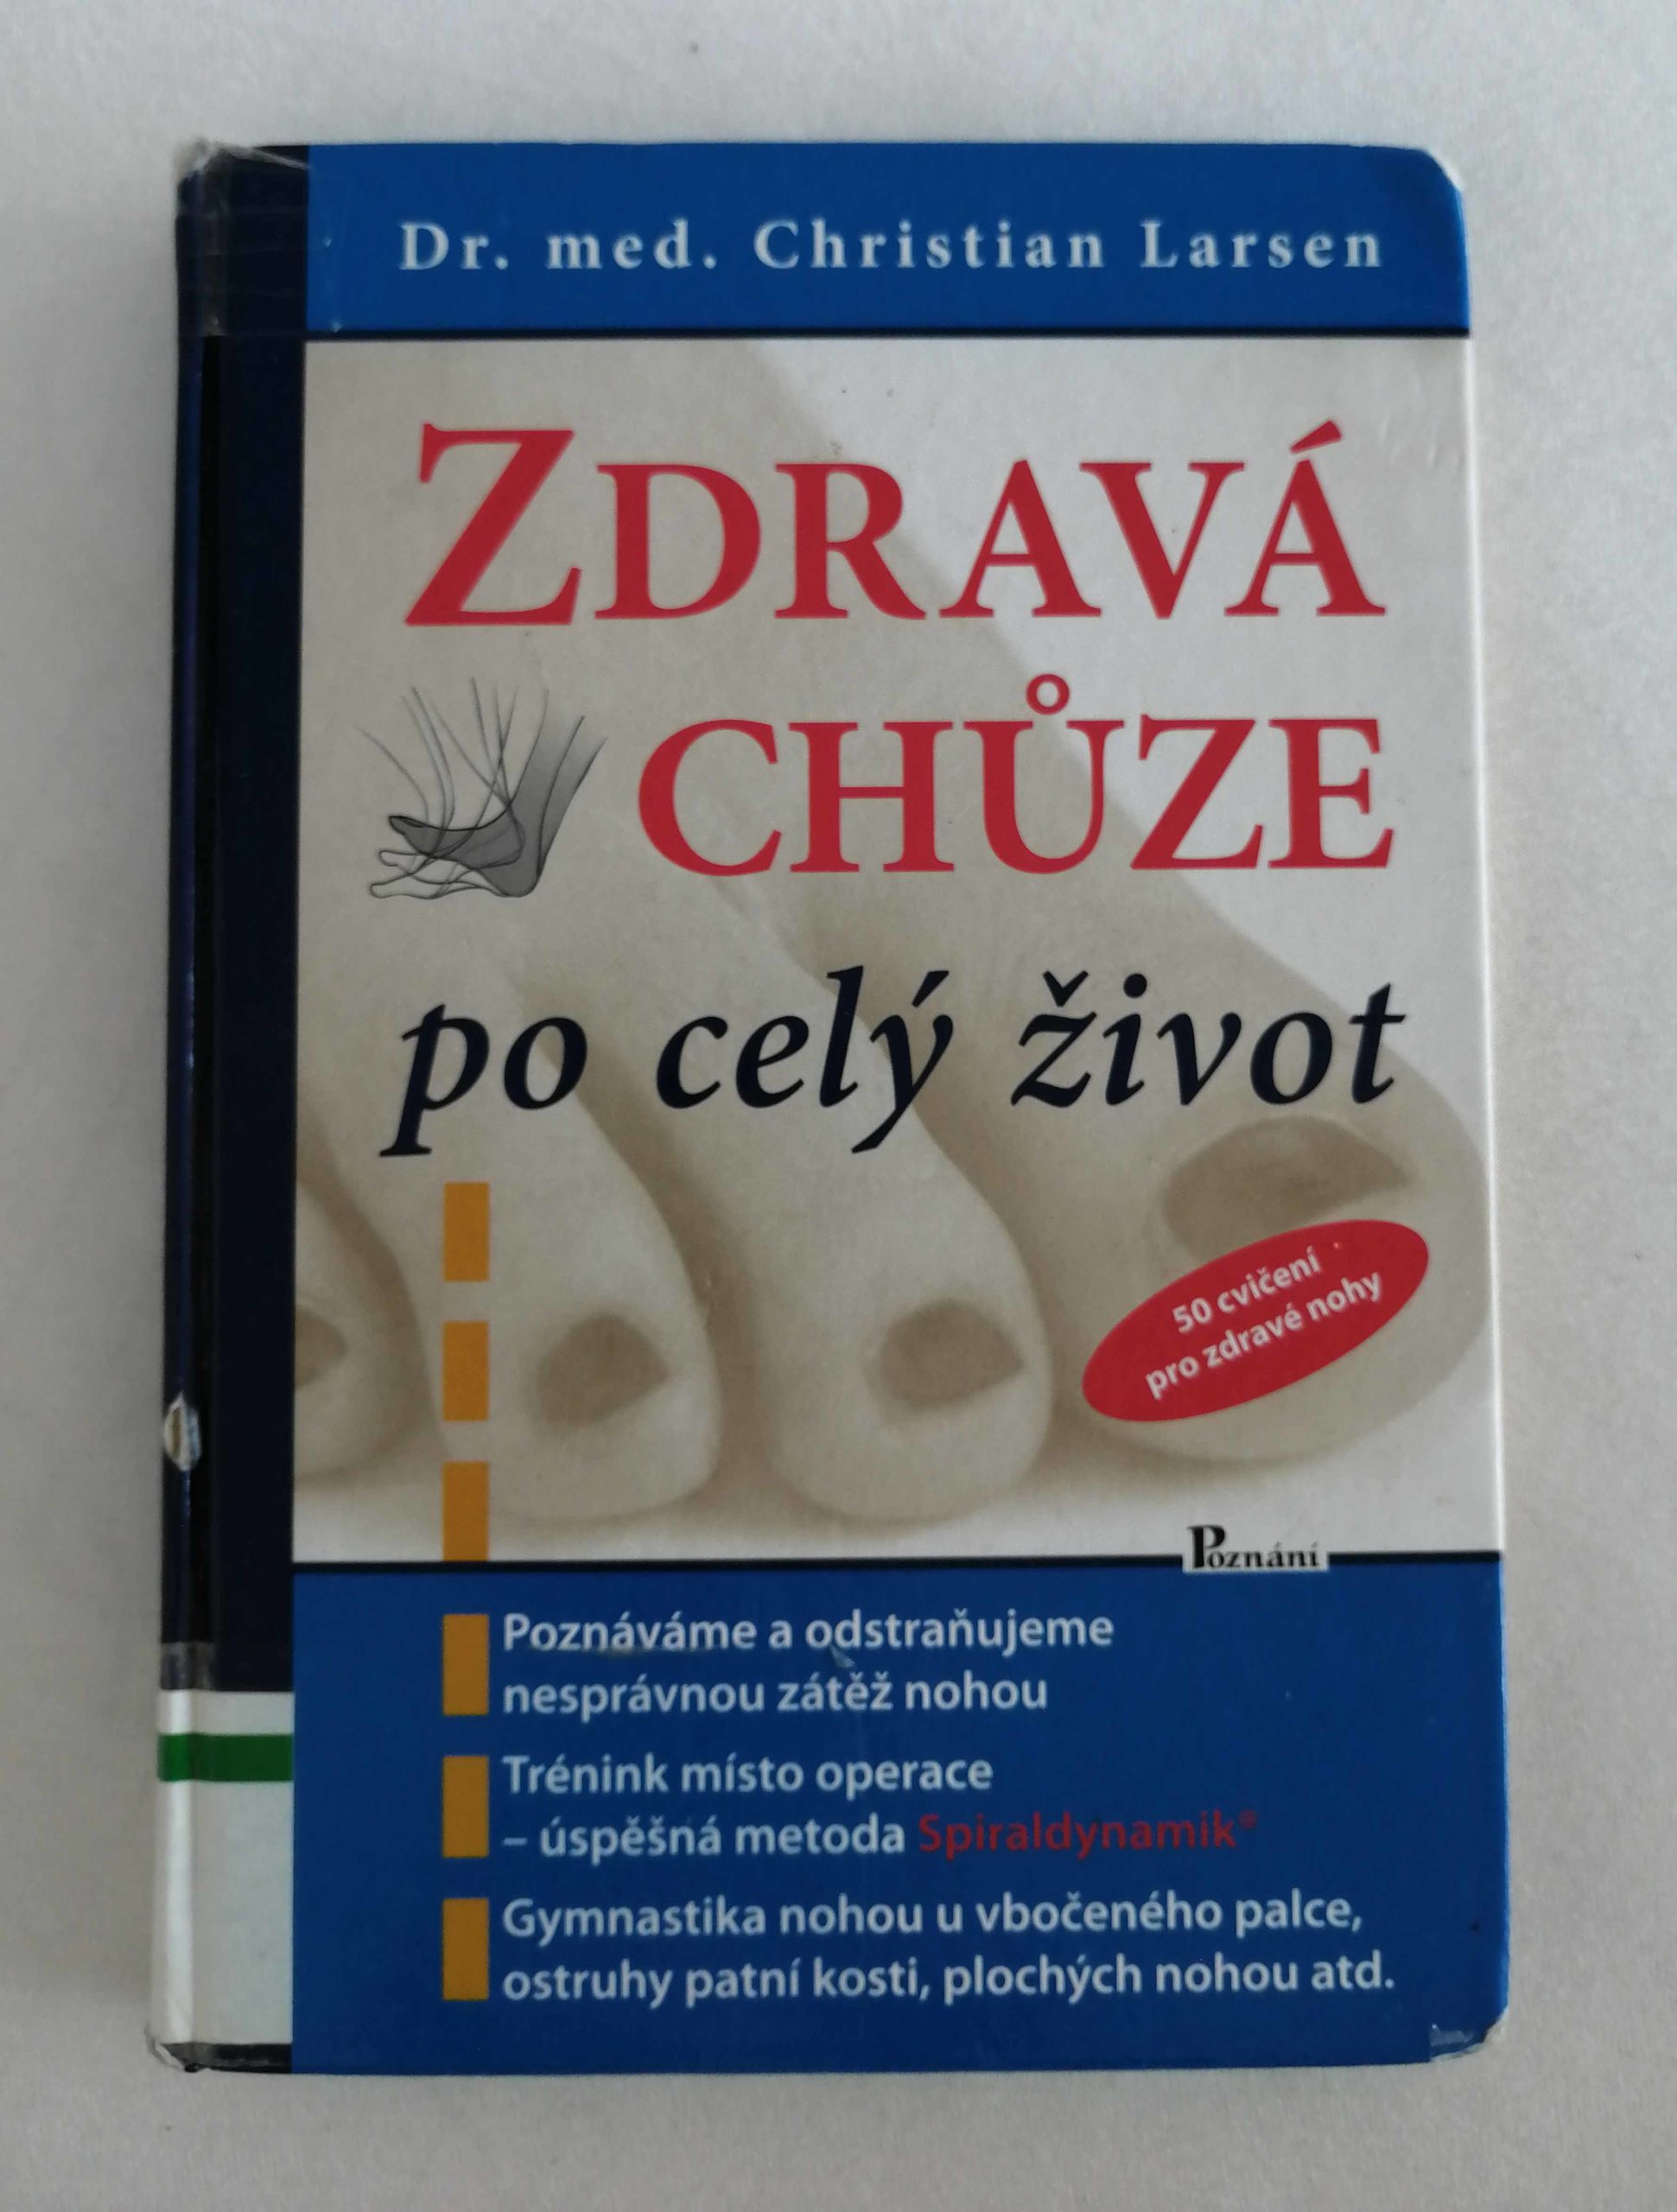 Dr. med. Christian Larsen
ZDRAVÁ
CHŮZE
po celý život
50 cvičení
pro zdravé nohy
Poznání
Poznáváme a odstraňujeme
nesprávnou zátěž nohou
Trénink místo operace
– úspěšná metoda Spiraldynamik®
Gymnastika nohou u vbočeného palce,
ostruhy patní kosti, plochých nohou atd.